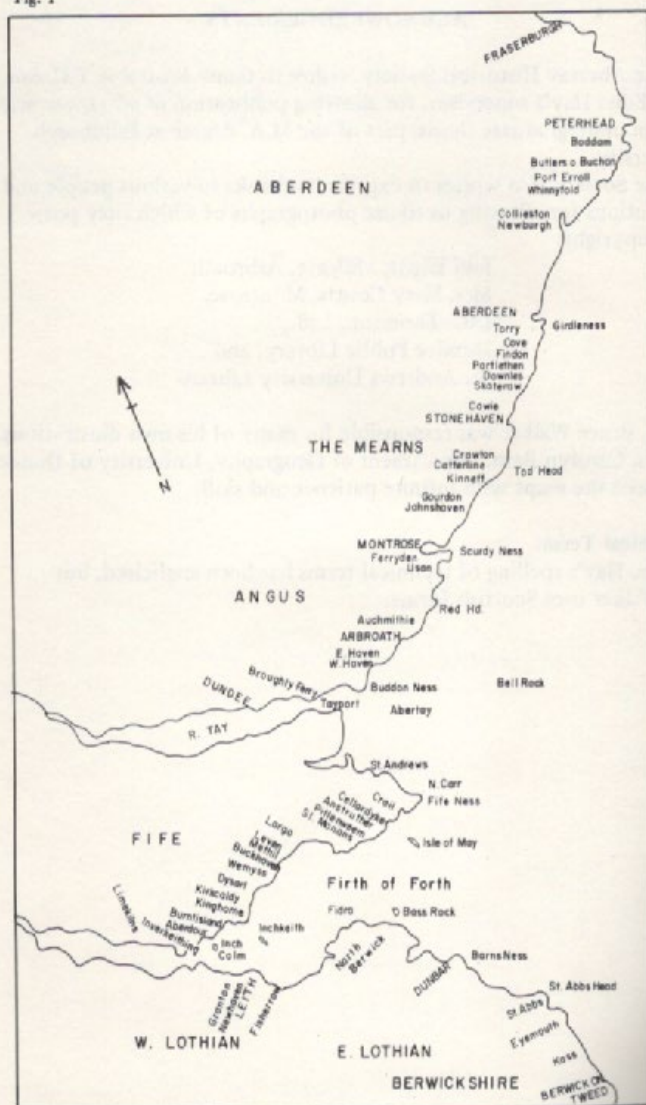 Fig. 1
FRASERBURGH
PETERHEAD
Boddam
Bullers o Buchan
Port Erroll
Whinnyfold
ABERDEEN
Collieston
Newburgh
ABERDEEN
Girdleness
Torry
Cove
Findon
Portlethen
Downies
Skaterow
Cowie
STONEHAVEN
THE MEARNS
N
Crawton
Catterline
Tod Head
Kinneff
Gourdon
Johnshaven
MONTROSE
Scurdy Ness
Ferryden
Usan
ANGUS
Red Hd.
Auchmithie
ARBROATH
E. Haven
W. Haven
Broughty Ferry
Buddon Ness
Bell Rock
DUNDEE
Tayport
Abertay
R. TAY
St. Andrews
N. Carr
Fife Ness
Crail
Cellardyke
Anstruther
Pittenweem
St. Monans
Isle of May
FIFE
Largo
Leven
Methil
Buckhaven
Wemyss
Dysart
Kirkcaldy
Kinghorne
Firth of Forth
Burntisland
Aberdour
Inverkeithing
Limekilns
Inch
Colm
Inchkeith
Fidra
Bass Rock
North
Berwick
DUNBAR
Barns Ness
St. Abbs Head
Granton
Newhaven
LEITH
Fisherrow
St. Abbs
Eyemouth
W. LOTHIAN
E. LOTHIAN
Ross
BERWICKSHIRE
BERWICK ON
TWEED